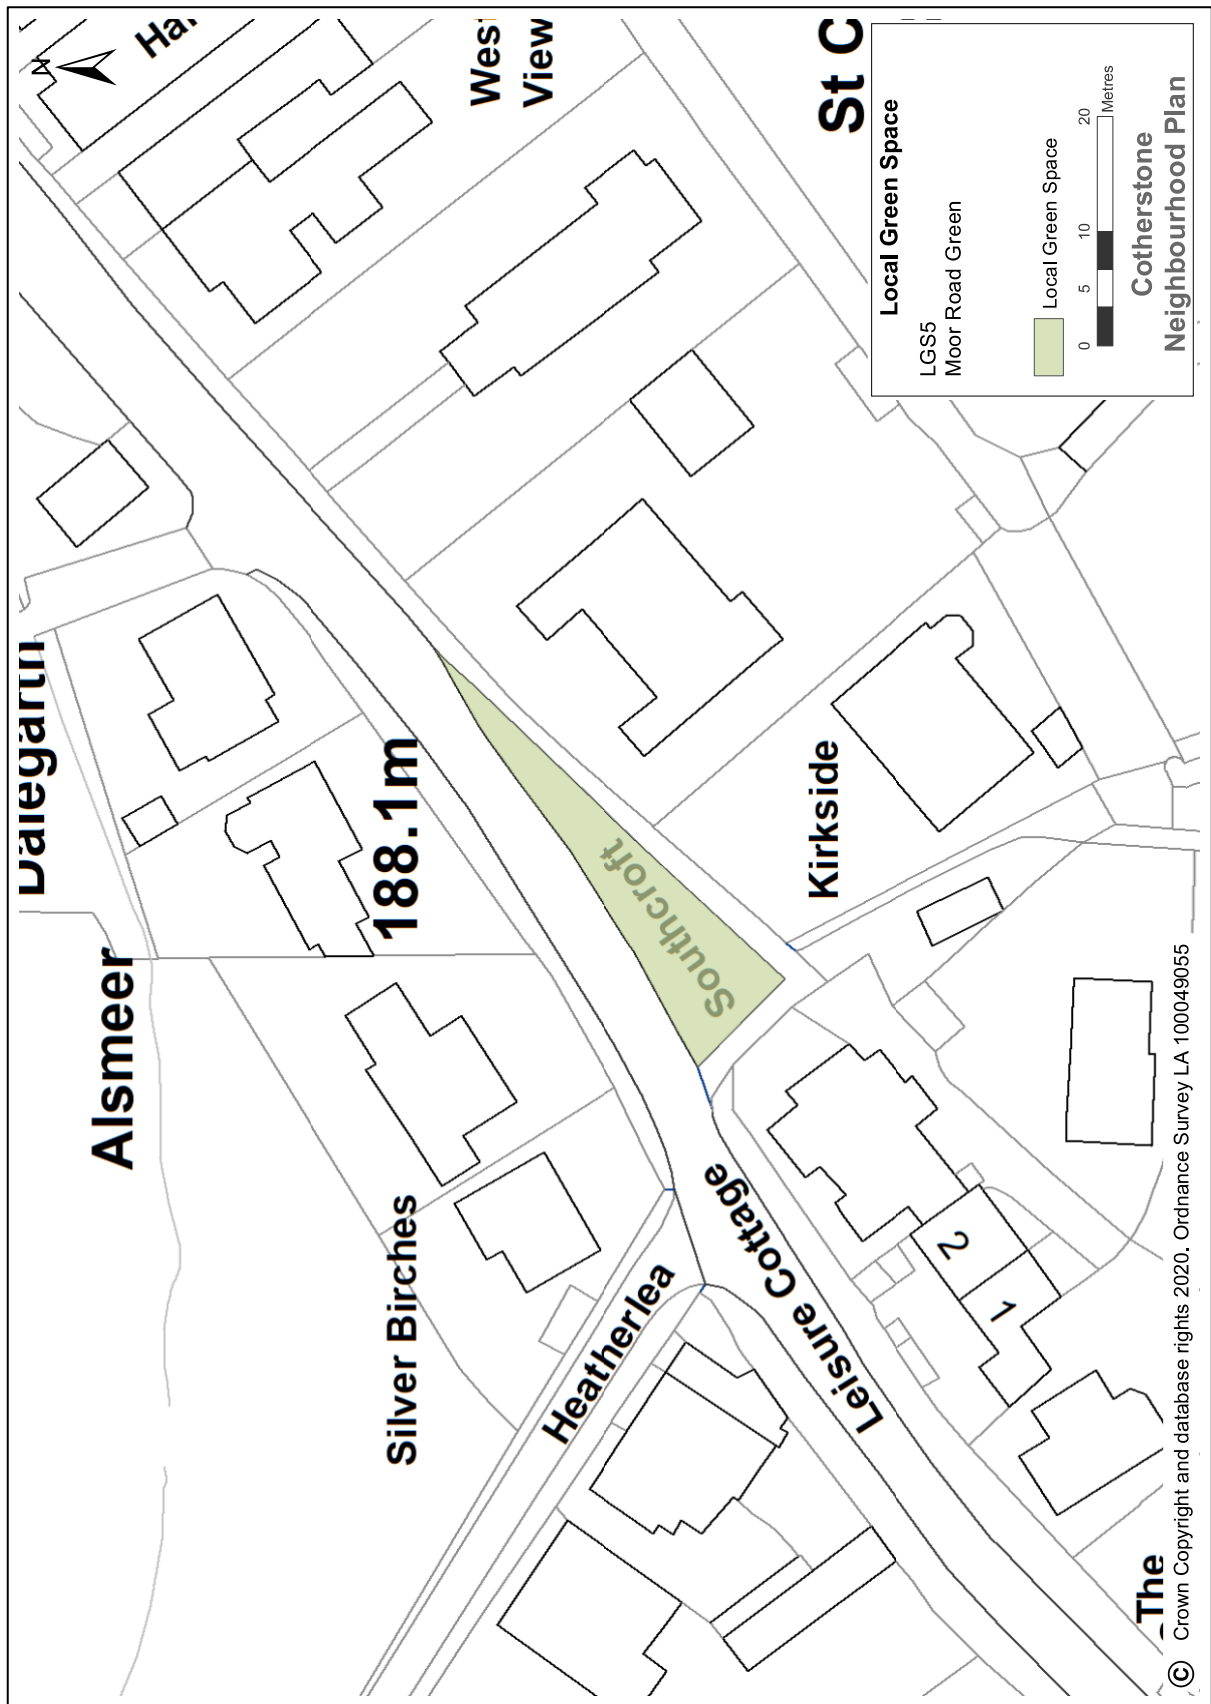 N
Dalegarth
Alsmeer
188.1m
Silver Birches
Heatherlea
Southcroft
Leisure Cottage
Kirkside
2
1
West
View
St C
The
Local Green Space
LGS5
Moor Road Green
Local Green Space
0 5 10 20
Metres
Cotherstone
Neighbourhood Plan
© Crown Copyright and database rights 2020. Ordnance Survey LA 100049055